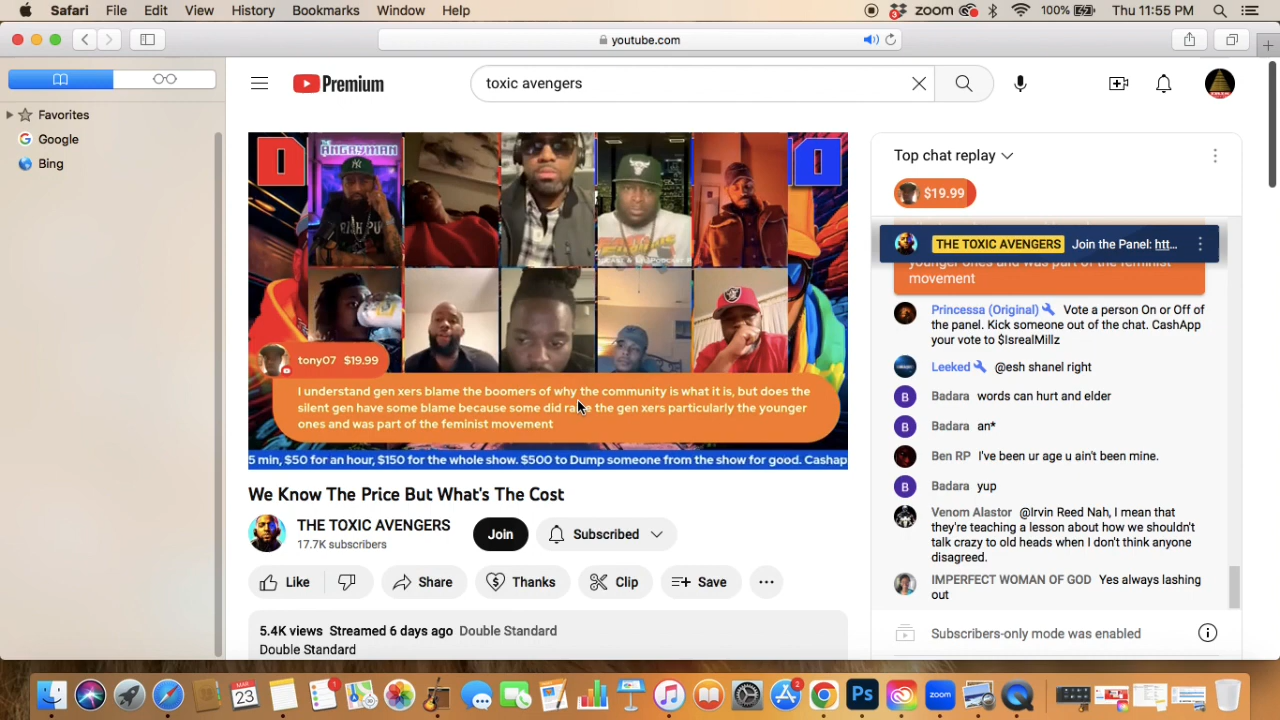 Safari File Edit View History Bookmarks Window Help 3 zoom 100% Thu 11:55 PM
youtube.com
Favorites
Google
Bing
Premium
toxic avengers
ANGRYMAN
tony07 $19.99
I understand gen xers blame the boomers of why the community is what it is, but does the
silent gen have some blame because some did raise the gen xers particularly the younger
ones and was part of the feminist movement
5 min, $50 for an hour, $150 for the whole show. $500 to Dump someone from the show for good. Cashap
We Know The Price But What's The Cost
THE TOXIC AVENGERS
17.7K subscribers
Join
Subscribed
Like Share Thanks Clip Save
5.4K views Streamed 6 days ago Double Standard
Double Standard
Top chat replay
$19.99
THE TOXIC AVENGERS Join the Panel: htt...
younger ones and was part of the feminist
movement
Princessa (Original) Vote a person On or Off of
the panel. Kick someone out of the chat. CashApp
your vote to $IsrealMillz
Leeked @esh shanel right
B Badara words can hurt and elder
B Badara an*
Ben RP I've been ur age u ain't been mine.
B Badara yup
Venom Alastor @Irvin Reed Nah, I mean that
they're teaching a lesson about how we shouldn't
talk crazy to old heads when I don't think anyone
disagreed.
IMPERFECT WOMAN OF GOD Yes always lashing
out
Subscribers-only mode was enabled
MAR
23
1
Ps
zoom
2